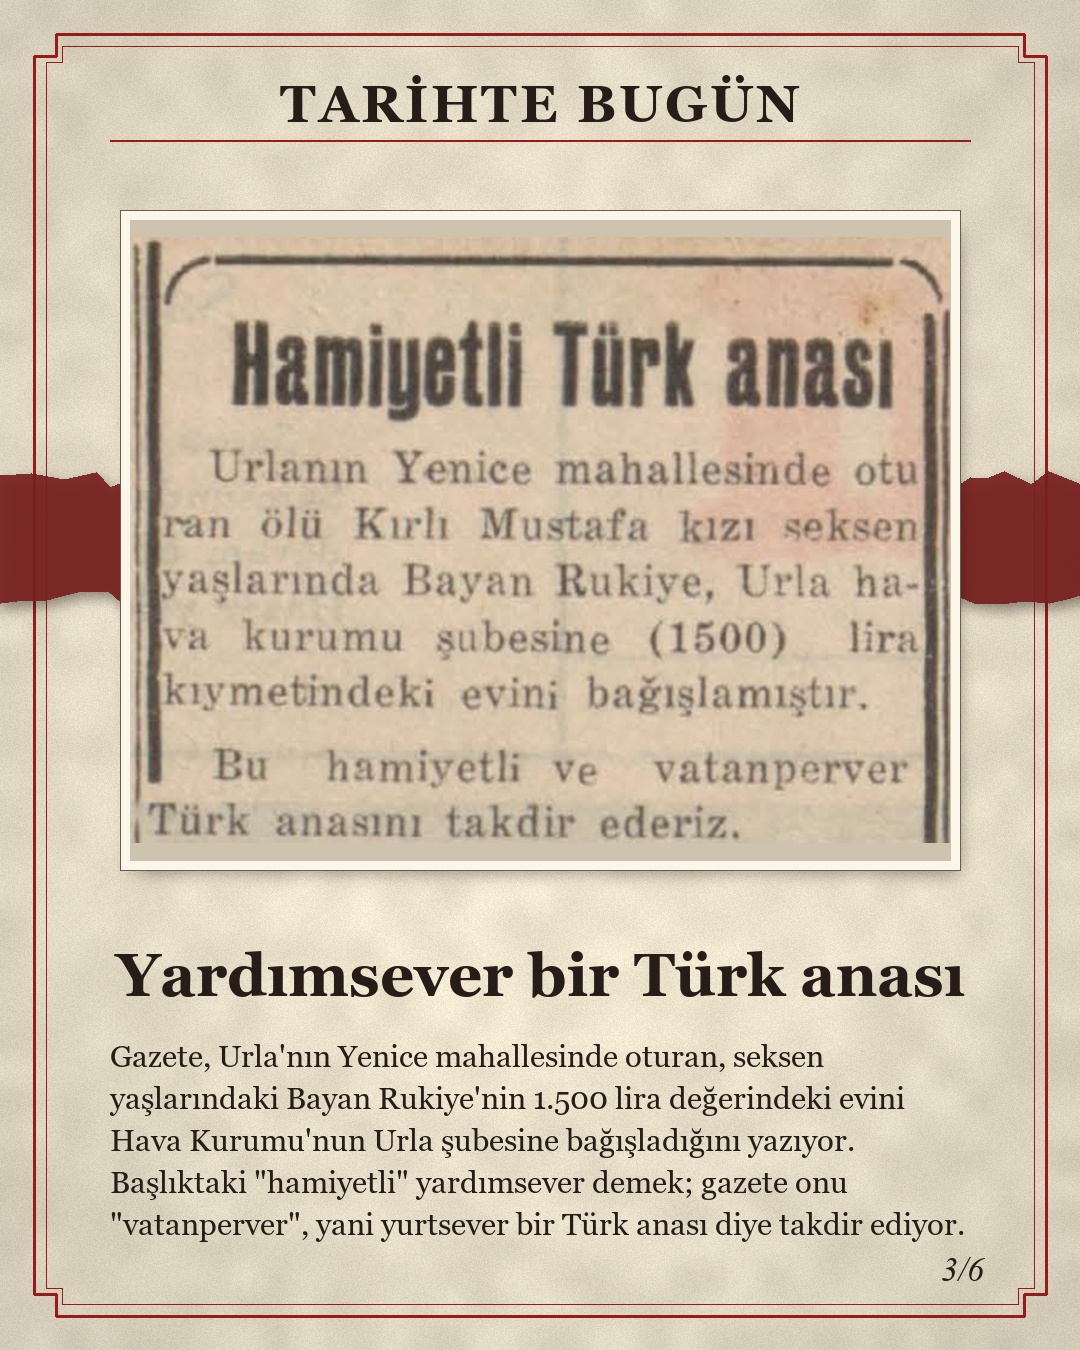 TARİHTE BUGÜN
Hamiyetli Türk anası
Urlanın Yenice mahallesinde otu
ran ölü Kırlı Mustafa kızı seksen
yaşlarında Bayan Rukiye, Urla ha-
va kurumu şubesine (1500) lira
kıymetindeki evini bağışlamıştır.
Bu hamiyetli ve vatanperver
Türk anasını takdir ederiz.
Yardımsever bir Türk anası
Gazete, Urla'nın Yenice mahallesinde oturan, seksen
yaşlarındaki Bayan Rukiye'nin 1.500 lira değerindeki evini
Hava Kurumu'nun Urla şubesine bağışladığını yazıyor.
Başlıktaki "hamiyetli" yardımsever demek; gazete onu
"vatanperver", yani yurtsever bir Türk anası diye takdir ediyor.
3/6